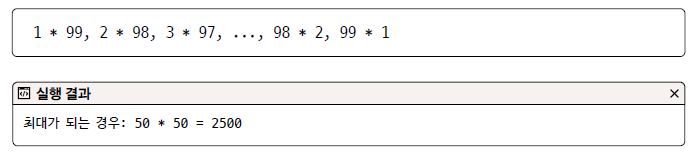 1 * 99, 2 * 98, 3 * 97, ..., 98 * 2, 99 * 1
실행 결과
최대가 되는 경우: 50 * 50 = 2500